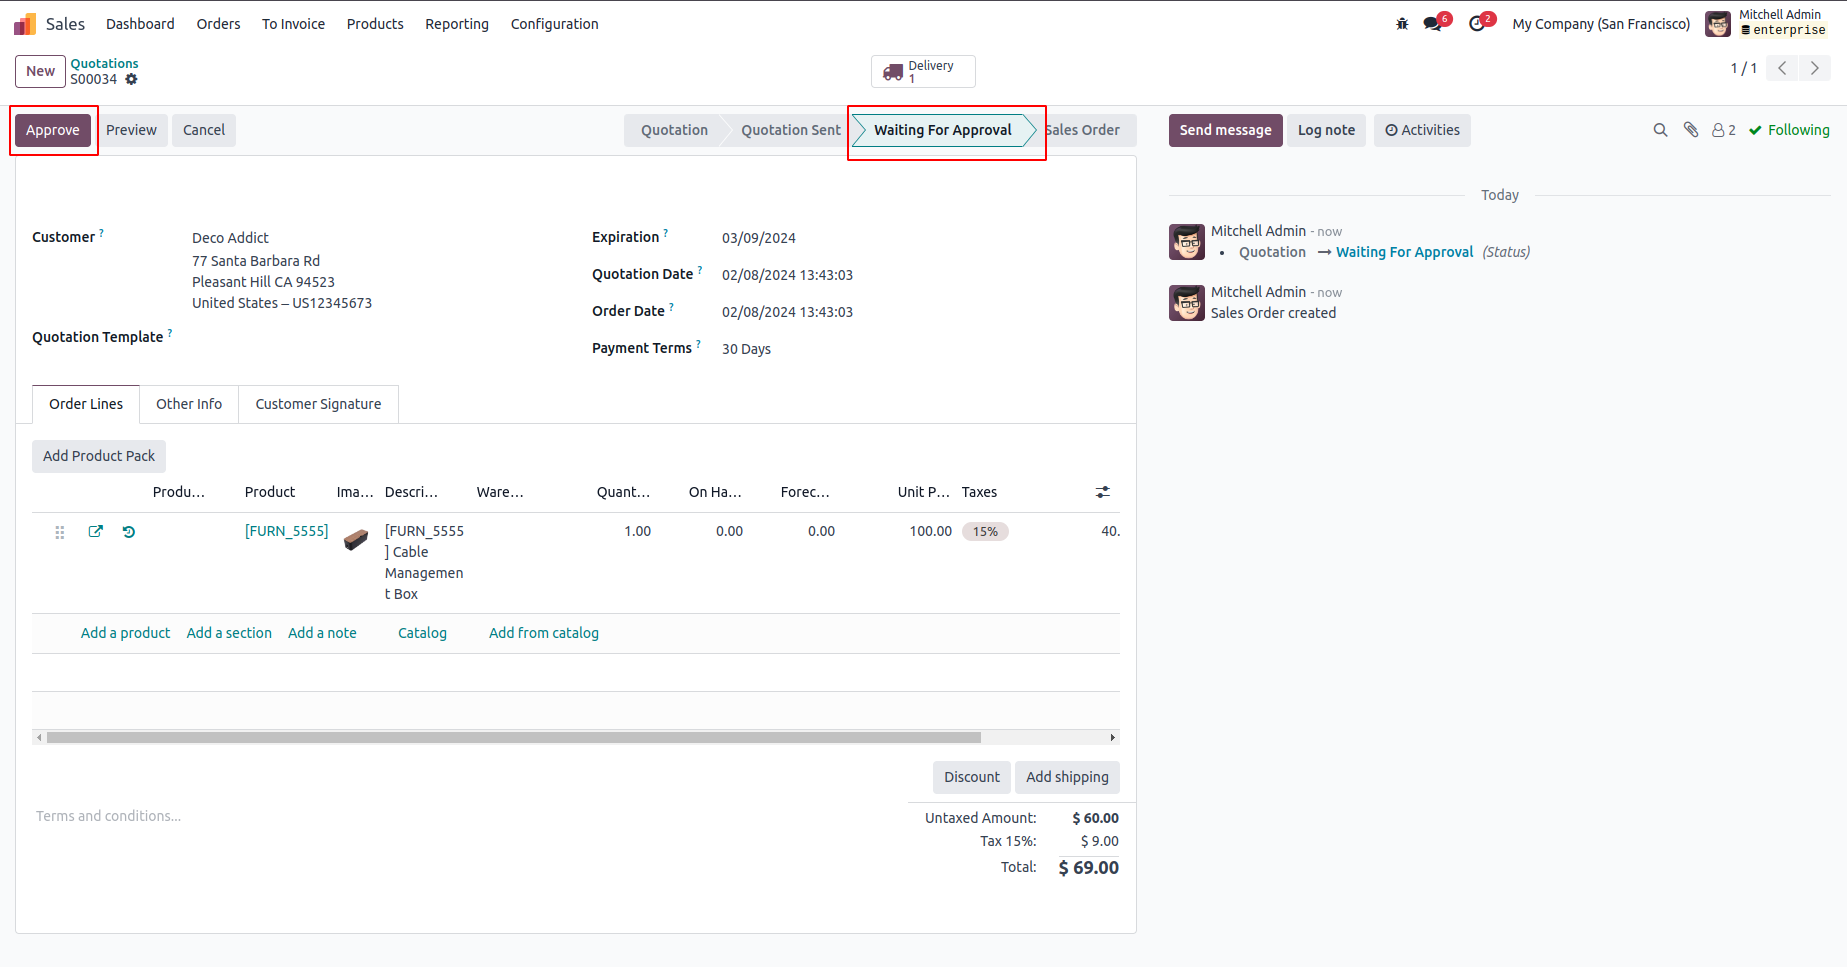 Sales Dashboard Orders To Invoice Products Reporting Configuration 6 2 My Company (San Francisco) Mitchell Admin
enterprise
New Quotations
S00034
Delivery
1
1 / 1
Approve Preview Cancel Quotation Quotation Sent Waiting For Approval Sales Order
Customer ? Deco Addict
77 Santa Barbara Rd
Pleasant Hill CA 94523
United States – US12345673
Quotation Template ?
Expiration ? 03/09/2024
Quotation Date ? 02/08/2024 13:43:03
Order Date ? 02/08/2024 13:43:03
Payment Terms ? 30 Days
Order Lines Other Info Customer Signature
Add Product Pack
Produ... Product Ima... Descri... Ware... Quant... On Ha... Forec... Unit P... Taxes
[FURN_5555] [FURN_5555 1.00 0.00 0.00 100.00 15% 40.
] Cable
Managemen
t Box
Add a product Add a section Add a note Catalog Add from catalog
Discount Add shipping
Terms and conditions...
Untaxed Amount: $ 60.00
Tax 15%: $ 9.00
Total: $ 69.00
Send message Log note Activities 2 Following
Today
Mitchell Admin - now
• Quotation → Waiting For Approval (Status)
Mitchell Admin - now
Sales Order created